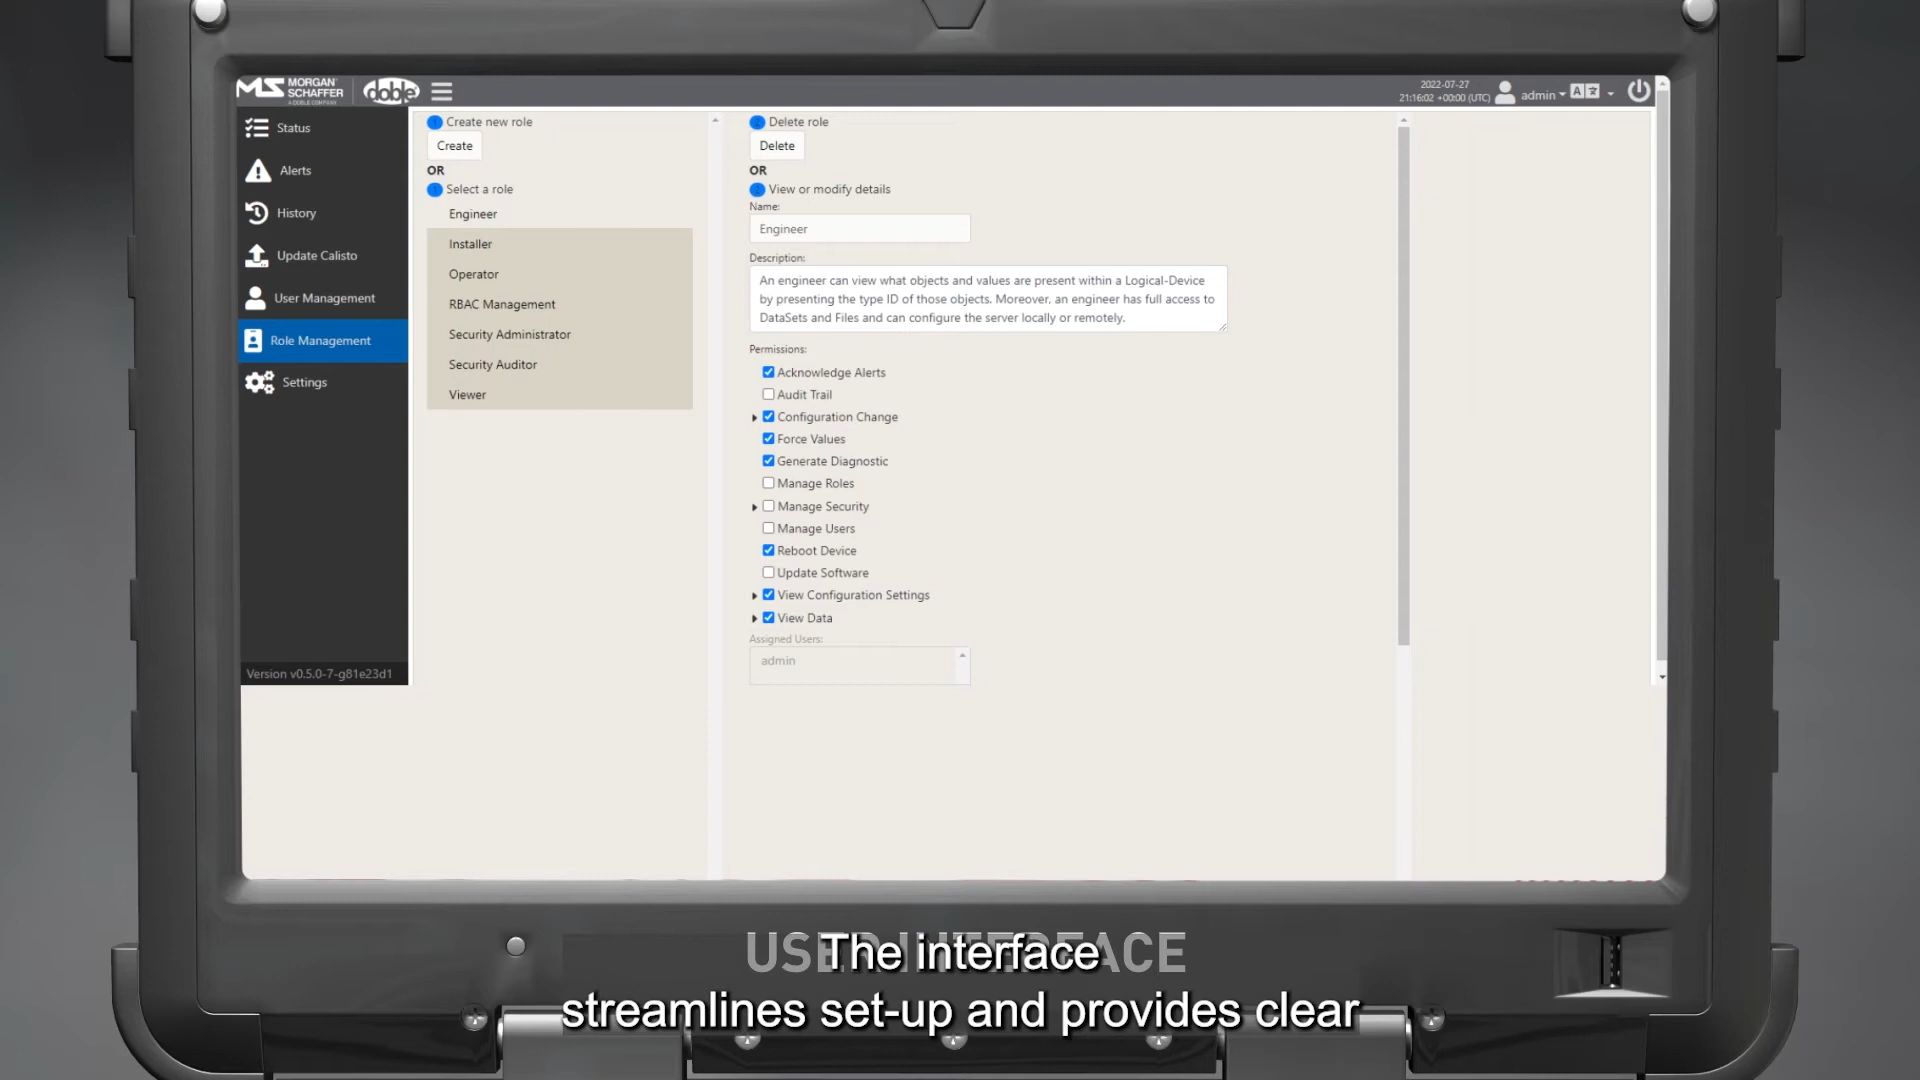 MORGAN
SCHAFFER
A DOBLE COMPANY
doble
2022-07-27
21:16:02 +00:00 (UTC)
admin
Status
Alerts
History
Update Calisto
User Management
Role Management
Settings
Version v0.5.0-7-g81e23d1
1 Create new role
Create
OR
1 Select a role
Engineer
Installer
Operator
RBAC Management
Security Administrator
Security Auditor
Viewer
2 Delete role
Delete
OR
2 View or modify details
Name:
Engineer
Description:
An engineer can view what objects and values are present within a Logical-Device
by presenting the type ID of those objects. Moreover, an engineer has full access to
DataSets and Files and can configure the server locally or remotely.
Permissions:
Acknowledge Alerts
Audit Trail
Configuration Change
Force Values
Generate Diagnostic
Manage Roles
Manage Security
Manage Users
Reboot Device
Update Software
View Configuration Settings
View Data
Assigned Users:
admin
USER INTERFACE
The interface
streamlines set-up and provides clear